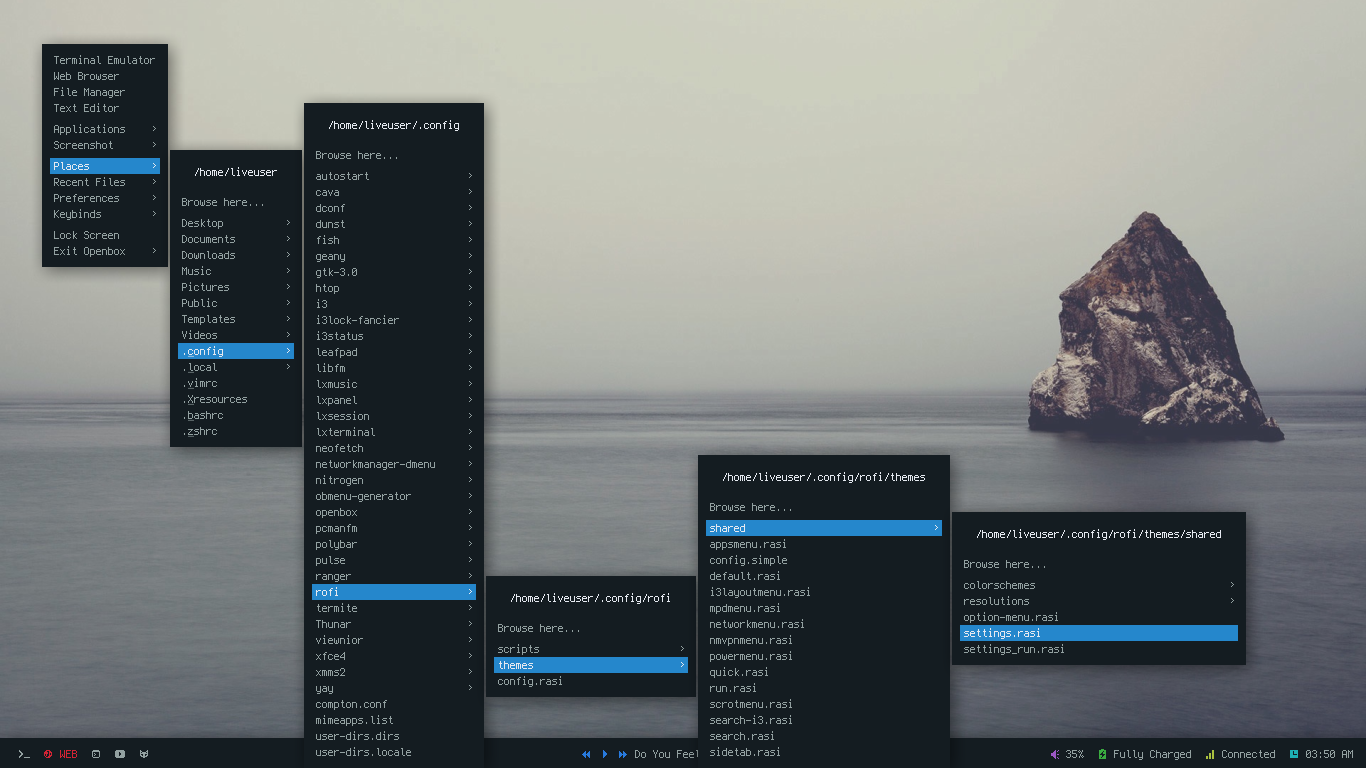 Terminal Emulator
Web Browser
File Manager
Text Editor
Applications
Screenshot
Places
Recent Files
Preferences
Keybinds
Lock Screen
Exit Openbox
/home/liveuser
Browse here...
Desktop
Documents
Downloads
Music
Pictures
Public
Templates
Videos
.config
.local
.vimrc
.Xresources
.bashrc
.zshrc
/home/liveuser/.config
Browse here...
autostart
cava
dconf
dunst
fish
geany
gtk-3.0
htop
i3
i3lock-fancier
i3status
leafpad
libfm
lxmusic
lxpanel
lxsession
lxterminal
neofetch
networkmanager-dmenu
nitrogen
obmenu-generator
openbox
pcmanfm
polybar
pulse
ranger
rofi
termite
Thunar
viewnior
xfce4
xmms2
yay
compton.conf
mimeapps.list
user-dirs.dirs
user-dirs.locale
/home/liveuser/.config/rofi
Browse here...
scripts
themes
config.rasi
/home/liveuser/.config/rofi/themes
Browse here...
shared
appsmenu.rasi
config.simple
default.rasi
i3layoutmenu.rasi
mpdmenu.rasi
networkmenu.rasi
nmvpnmenu.rasi
powermenu.rasi
quick.rasi
run.rasi
scrotmenu.rasi
search-i3.rasi
search.rasi
sidetab.rasi
/home/liveuser/.config/rofi/themes/shared
Browse here...
colorschemes
resolutions
option-menu.rasi
settings.rasi
settings_run.rasi
WEB
Do You Feel
35% Fully Charged Connected 03:50 AM